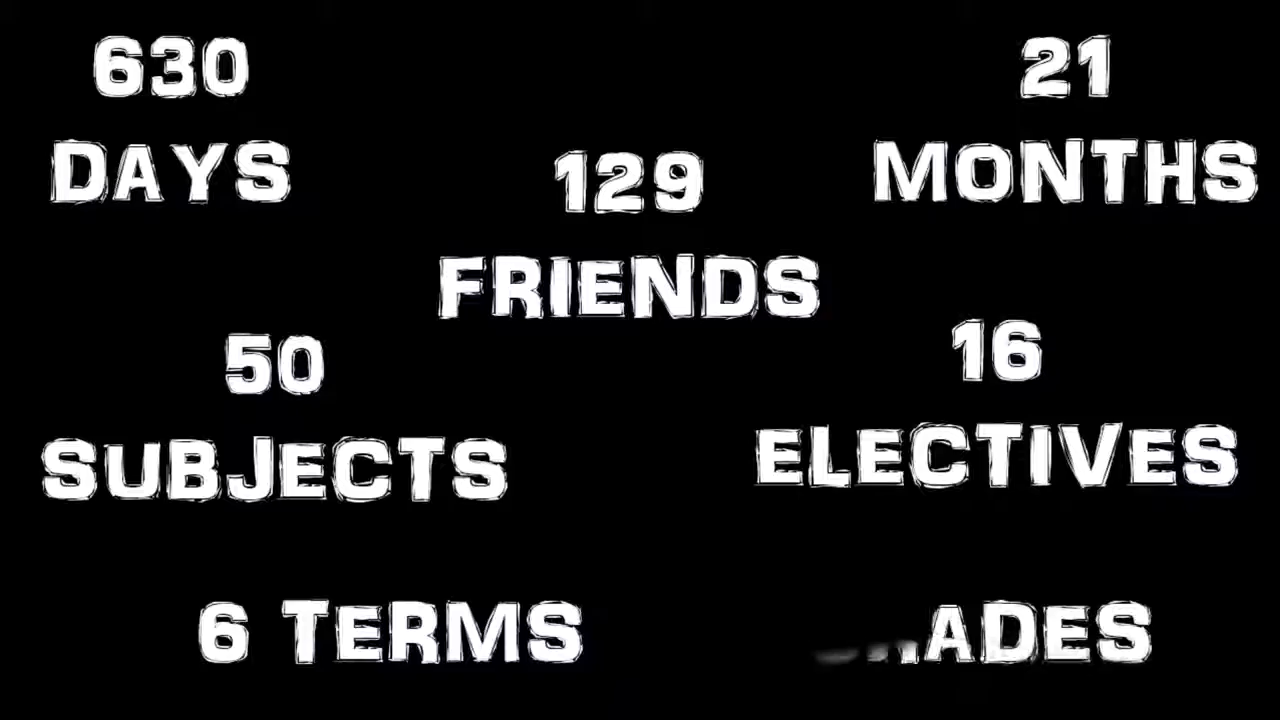 630
DAYS
21
MONTHS
129
FRIENDS
50
SUBJECTS
16
ELECTIVES
6 TERMS